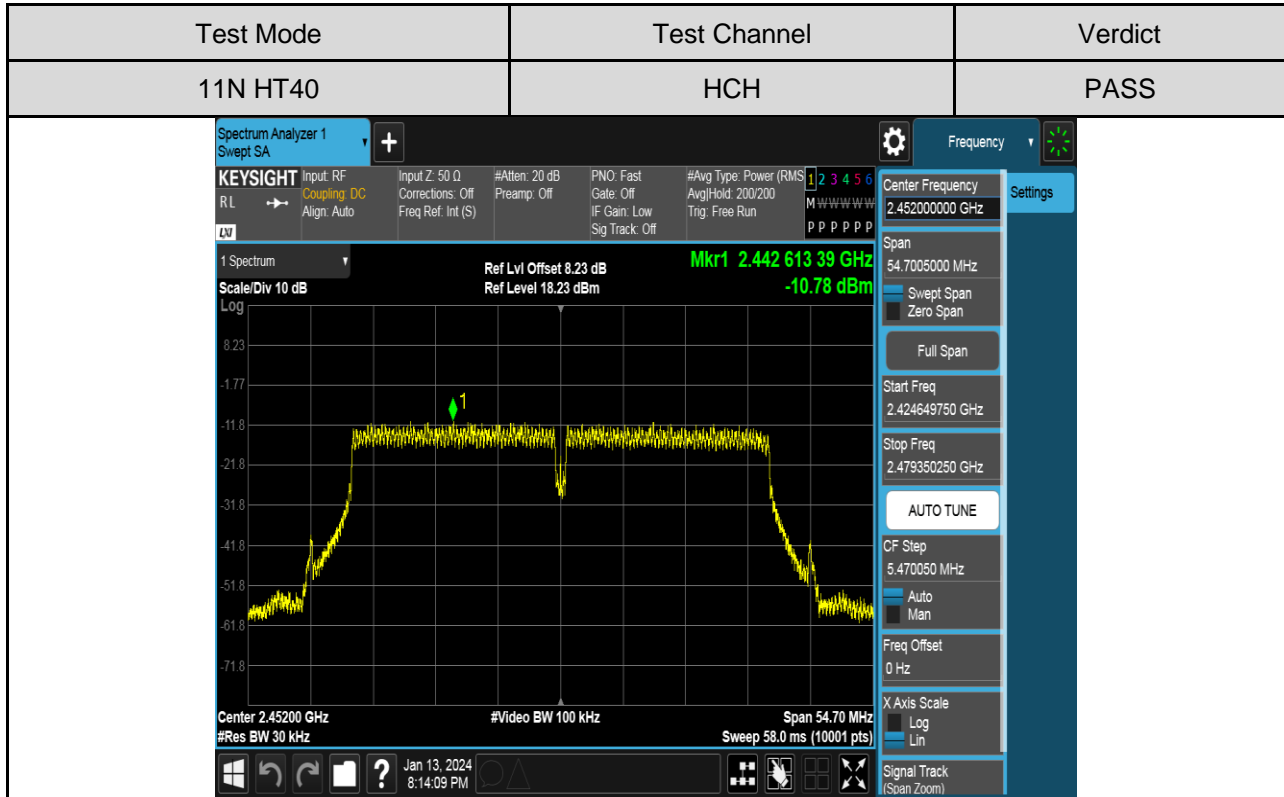 Test Mode Test Channel Verdict
11N HT40 HCH PASS
Spectrum Analyzer 1
Swept SA
Frequency
KEYSIGHT
RL
LXI
Input: RF
Coupling: DC
Align: Auto
Input Z: 50 Ω
Corrections: Off
Freq Ref: Int (S)
#Atten: 20 dB
Preamp: Off
PNO: Fast
Gate: Off
IF Gain: Low
Sig Track: Off
#Avg Type: Power (RMS
Avg|Hold: 200/200
Trig: Free Run
1 2 3 4 5 6
M W W W W W
P P P P P P
1 Spectrum
Scale/Div 10 dB
Ref Lvl Offset 8.23 dB
Ref Level 18.23 dBm
Mkr1 2.442 613 39 GHz
-10.78 dBm
Log
8.23
-1.77
-11.8
-21.8
-31.8
-41.8
-51.8
-61.8
-71.8
1
Center 2.45200 GHz
#Res BW 30 kHz
#Video BW 100 kHz
Span 54.70 MHz
Sweep 58.0 ms (10001 pts)
Center Frequency
2.452000000 GHz
Settings
Span
54.7005000 MHz
Swept Span
Zero Span
Full Span
Start Freq
2.424649750 GHz
Stop Freq
2.479350250 GHz
AUTO TUNE
CF Step
5.470050 MHz
Auto
Man
Freq Offset
0 Hz
X Axis Scale
Log
Lin
Signal Track
(Span Zoom)
?
Jan 13, 2024
8:14:09 PM